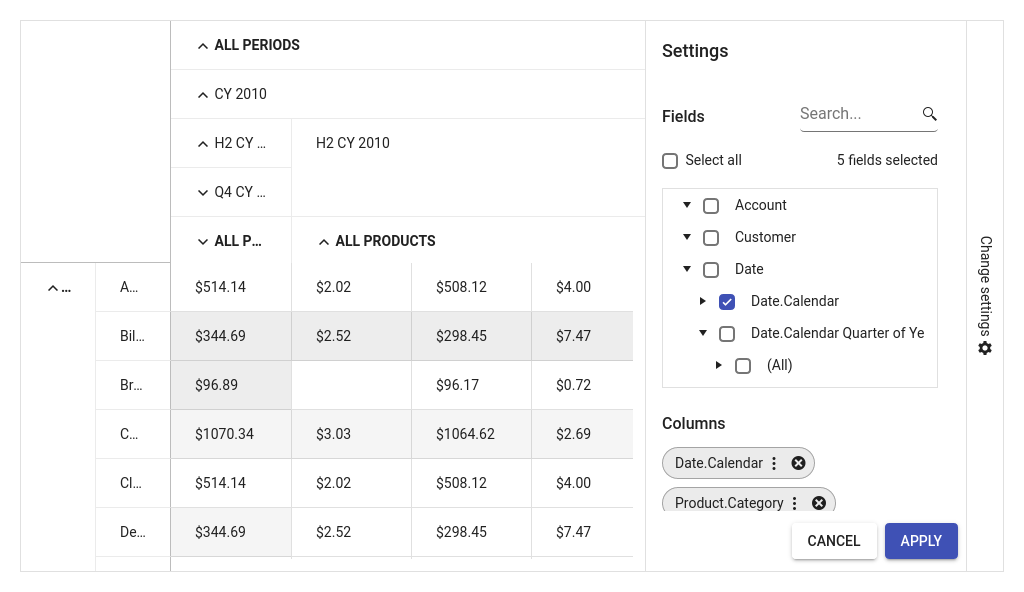 ALL PERIODS
CY 2010
H2 CY ...
H2 CY 2010
Q4 CY ...
ALL P...
ALL PRODUCTS
...
A...
$514.14
$2.02
$508.12
$4.00
Bil...
$344.69
$2.52
$298.45
$7.47
Br...
$96.89
$96.17
$0.72
C...
$1070.34
$3.03
$1064.62
$2.69
Cl...
$514.14
$2.02
$508.12
$4.00
De...
$344.69
$2.52
$298.45
$7.47
Settings
Fields
Search...
Select all
5 fields selected
Account
Customer
Date
Date.Calendar
Date.Calendar Quarter of Ye
(All)
Columns
Date.Calendar
Product.Category
CANCEL
APPLY
Change settings